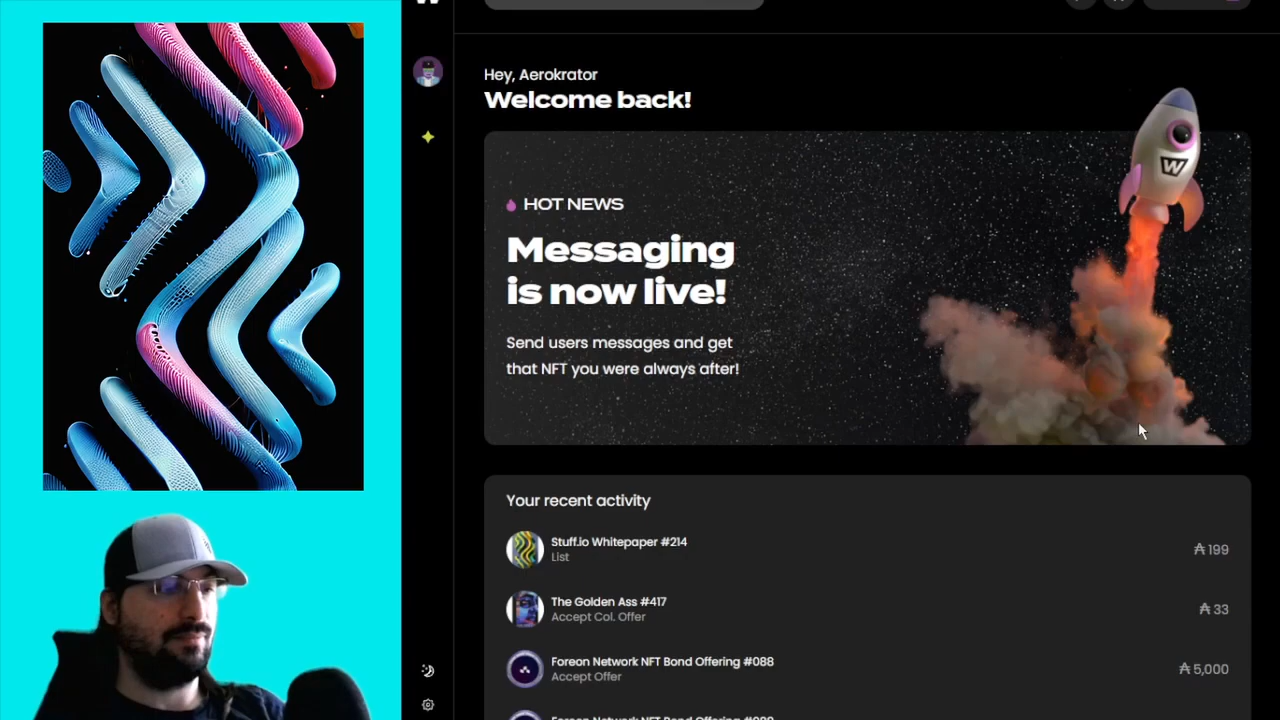 Hey, Aerokrator
Welcome back!
HOT NEWS
Messaging
is now live!
Send users messages and get
that NFT you were always after!
W
Your recent activity
Stuff.io Whitepaper #214
List
₳ 199
The Golden Ass #417
Accept Col. Offer
₳ 33
Foreon Network NFT Bond Offering #088
Accept Offer
₳ 5,000